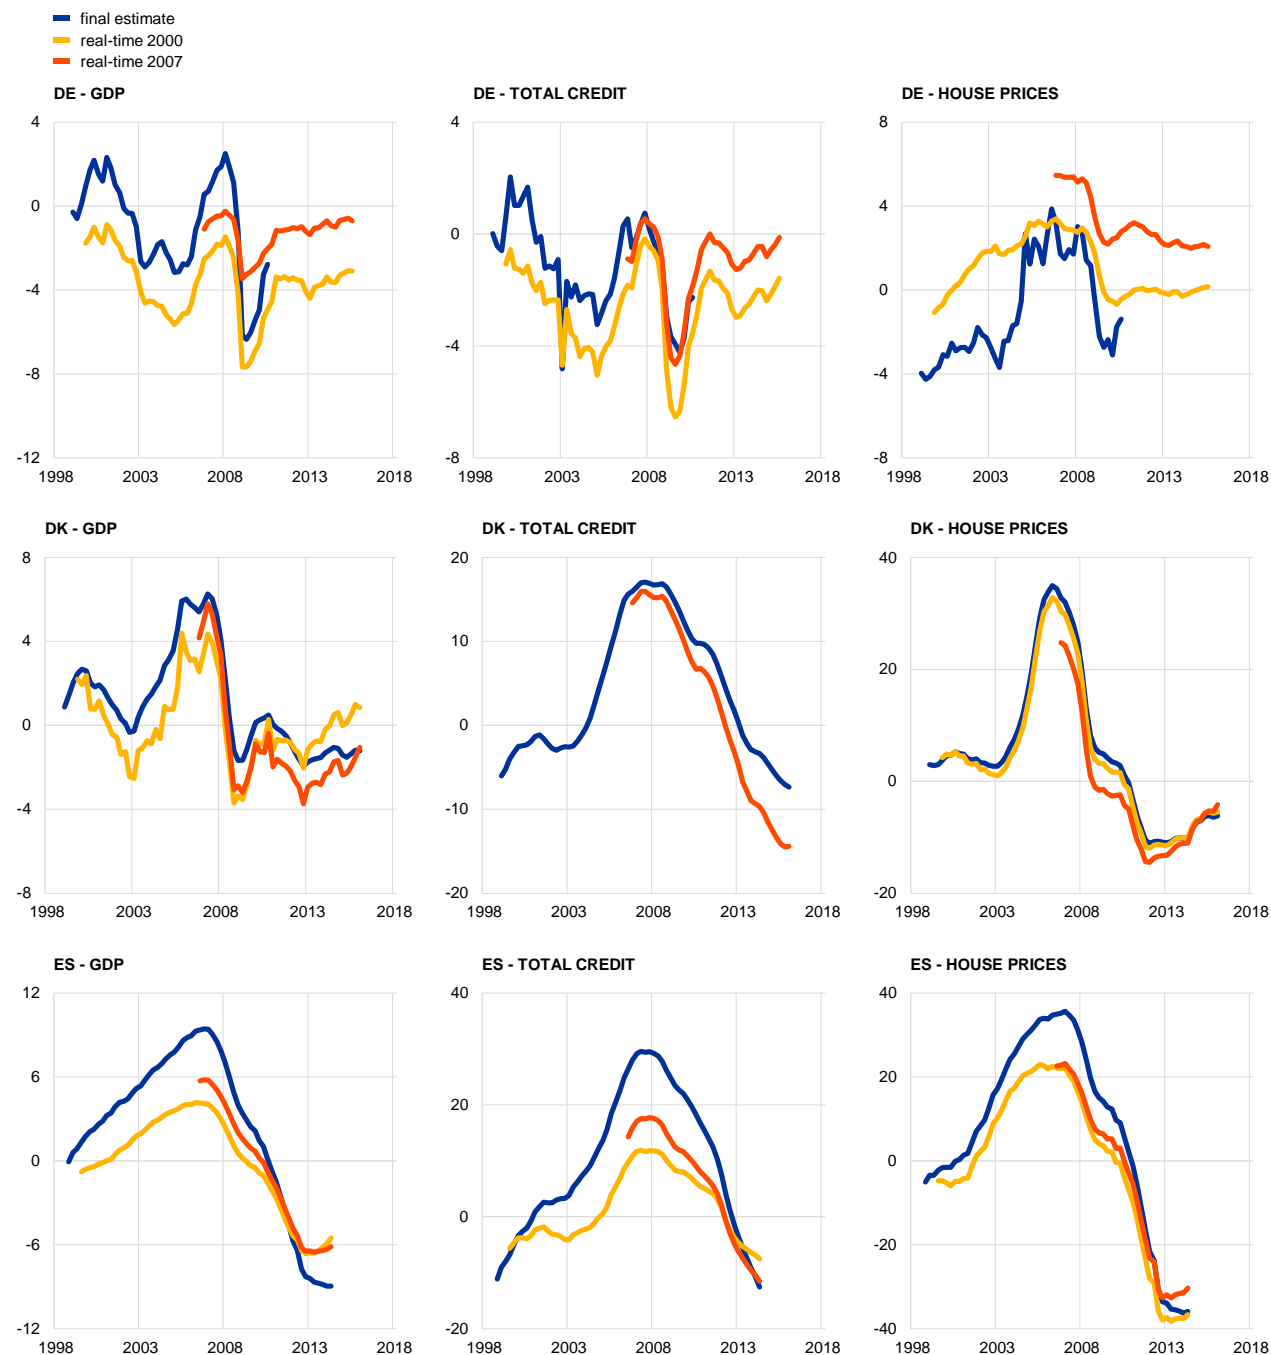 final estimate
real-time 2000
real-time 2007
DE - GDP
DE - TOTAL CREDIT
DE - HOUSE PRICES
4
0
-4
-8
-12
1998 2003 2008 2013 2018
4
0
-4
-8
1998 2003 2008 2013 2018
8
4
0
-4
-8
1998 2003 2008 2013 2018
DK - GDP
DK - TOTAL CREDIT
DK - HOUSE PRICES
8
4
0
-4
-8
1998 2003 2008 2013 2018
20
10
0
-10
-20
1998 2003 2008 2013 2018
40
20
0
-20
1998 2003 2008 2013 2018
ES - GDP
ES - TOTAL CREDIT
ES - HOUSE PRICES
12
6
0
-6
-12
1998 2003 2008 2013 2018
40
20
0
-20
1998 2003 2008 2013 2018
40
20
0
-20
-40
1998 2003 2008 2013 2018